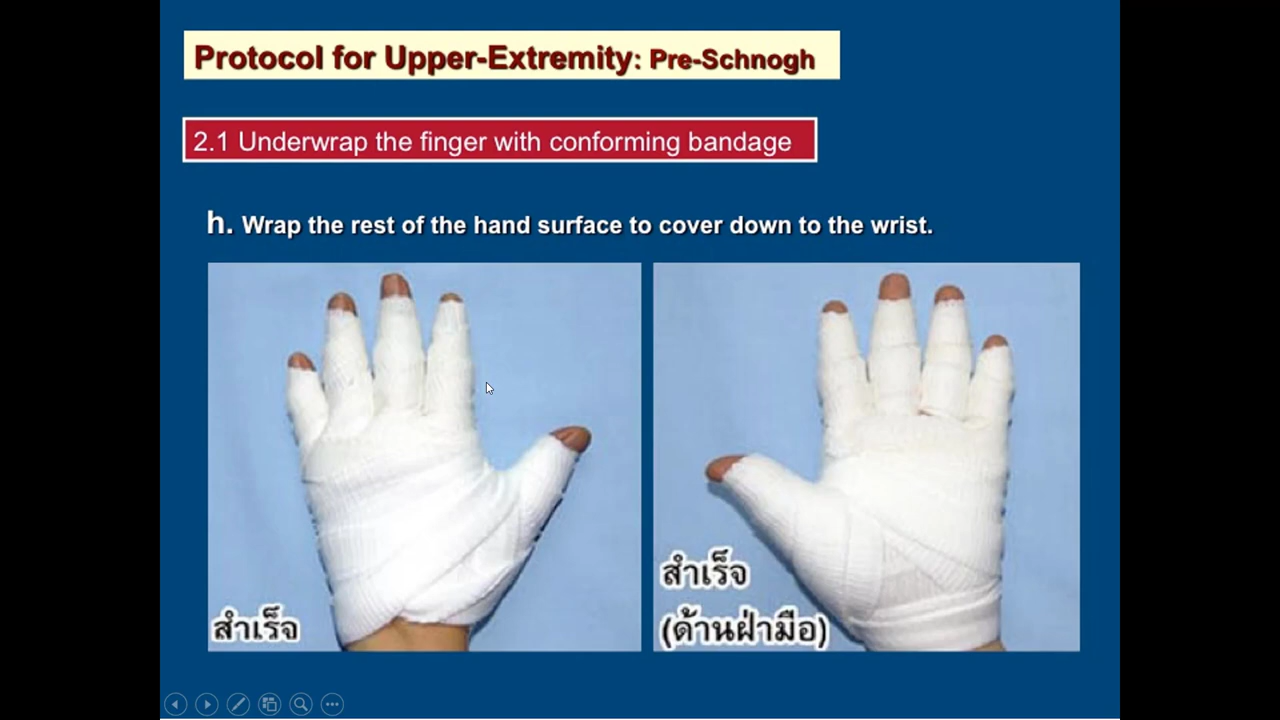 Protocol for Upper-Extremity: Pre-Schnogh
2.1 Underwrap the finger with conforming bandage
h. Wrap the rest of the hand surface to cover down to the wrist.
สำเร็จ
สำเร็จ
(ด้านฝ่ามือ)